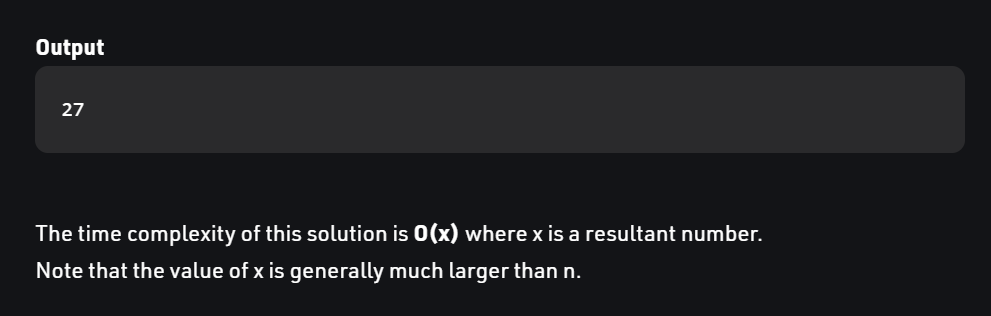 Output
27
The time complexity of this solution is O(x) where x is a resultant number.
Note that the value of x is generally much larger than n.